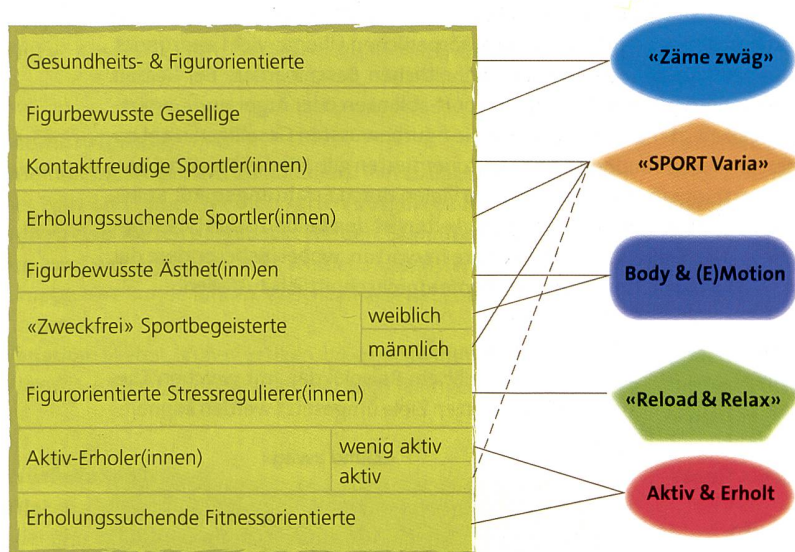 Gesundheits- & Figurorientierte
«Zäme zwäg»
Figurbewusste Gesellige
Kontaktfreudige Sportler(innen)
«SPORT Varia»
Erholungssuchende Sportler(innen)
Figurbewusste Ästhet(inn)en
Body & (E)Motion
«Zweckfrei» Sportbegeisterte
weiblich
männlich
Figurorientierte Stressregulierer(innen)
«Reload & Relax»
Aktiv-Erholer(innen)
wenig aktiv
aktiv
Aktiv & Erholt
Erholungssuchende Fitnessorientierte